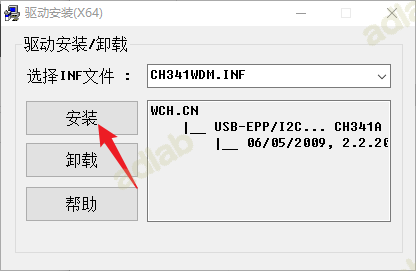 驱动安装(X64)
驱动安装/卸载
选择INF文件 :
CH341WDM.INF
安装
卸载
帮助
WCH.CN
|__ USB-EPP/I2C... CH341A
|__ 06/05/2009, 2.2.20
adlab
adlab
adlab